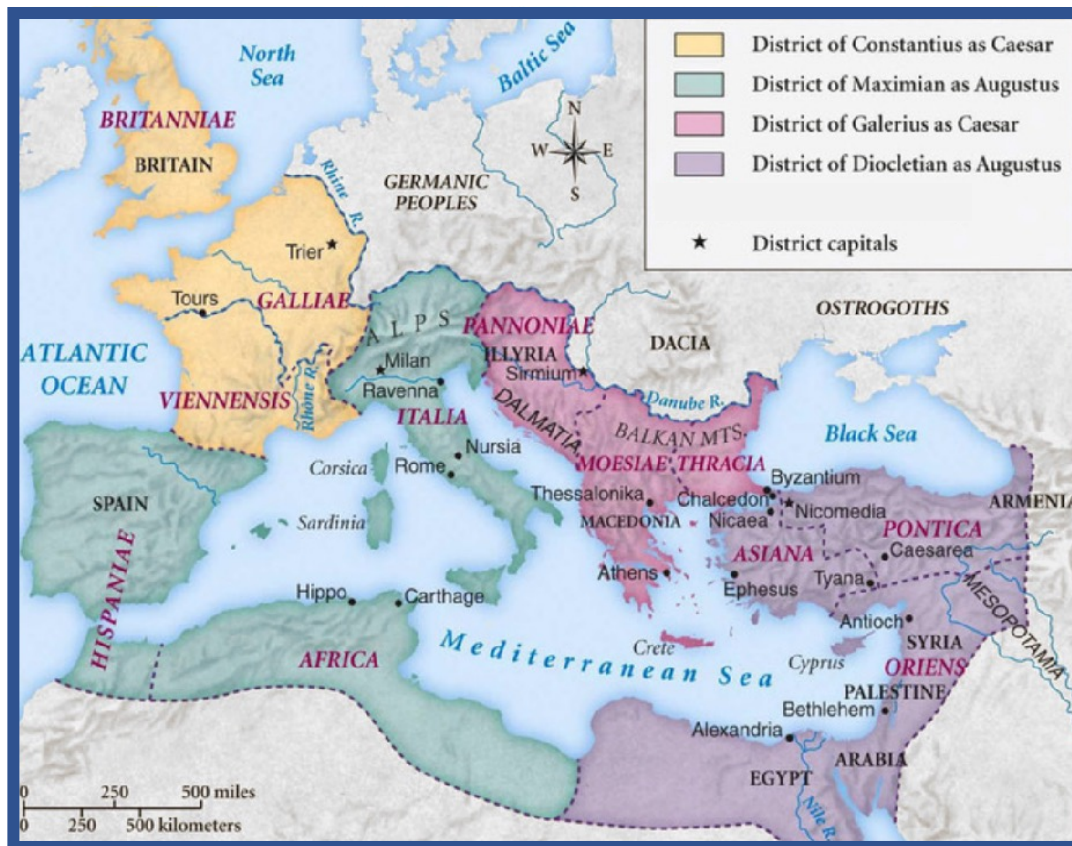 North
Sea
Baltic Sea
District of Constantius as Caesar
District of Maximian as Augustus
District of Galerius as Caesar
District of Diocletian as Augustus
★ District capitals
N
W E
S
BRITANNIAE
BRITAIN
Rhine R.
GERMANIC
PEOPLES
Trier
Tours
GALLIAE
ATLANTIC
OCEAN
ALPS
PANNONIAE
ILLYRIA
Sirmium
DACIA
OSTROGOTHS
Milan
Ravenna
VIENNENSIS
Rhône R.
ITALIA
DALMATIA
Danube R.
BALKAN MTS.
Black Sea
Corsica
Nursia
Rome
MOESIAE
THRACIA
Byzantium
SPAIN
Sardinia
Thessalonika
MACEDONIA
Chalcedon
Nicaea
Nicomedia
ARMENIA
PONTICA
Caesarea
HISPANIAE
Athens
ASIANA
Ephesus
Tyana
MESOPOTAMIA
Hippo
Carthage
Antioch
SYRIA
AFRICA
Mediterranean Sea
Crete
Cyprus
ORIENS
PALESTINE
Bethlehem
Alexandria
ARABIA
EGYPT
Nile R.
0 250 500 miles
0 250 500 kilometers